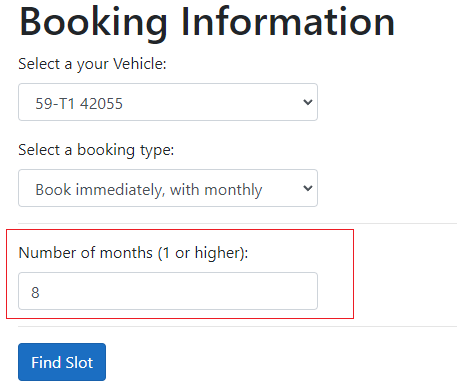 Booking Information
Select a your Vehicle:
59-T1 42055
Select a booking type:
Book immediately, with monthly
Number of months (1 or higher):
8
Find Slot